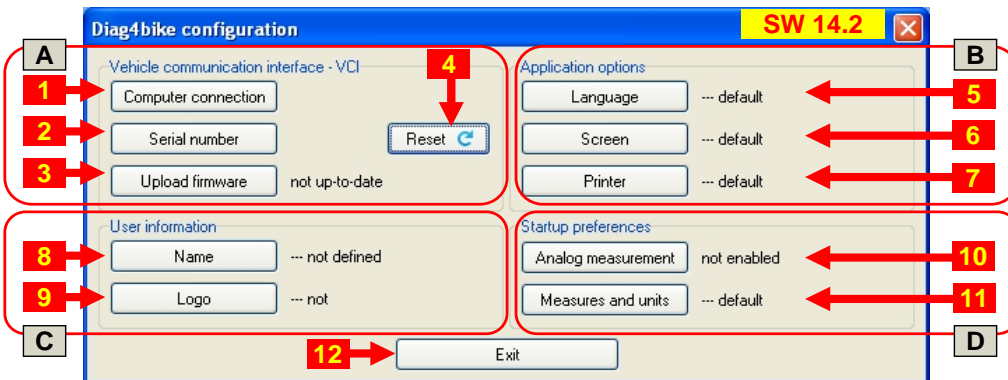 Diag4bike configuration
SW 14.2
A
Vehicle communication interface - VCI
4
1
Computer connection
2
Serial number
Reset
3
Upload firmware
not up-to-date
B
Application options
Language
--- default
5
Screen
--- default
6
Printer
--- default
7
User information
8
Name
--- not defined
9
Logo
--- not
C
Startup preferences
Analog measurement
not enabled
10
Measures and units
--- default
11
D
12
Exit